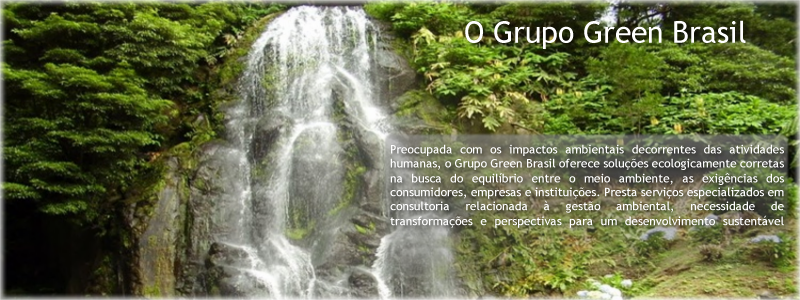 O Grupo Green Brasil
Preocupada com os impactos ambientais decorrentes das atividades
humanas, o Grupo Green Brasil oferece soluções ecologicamente corretas
na busca do equilíbrio entre o meio ambiente, as exigências dos
consumidores, empresas e instituições. Presta serviços especializados em
consultoria relacionada à gestão ambiental, necessidade de
transformações e perspectivas para um desenvolvimento sustentável